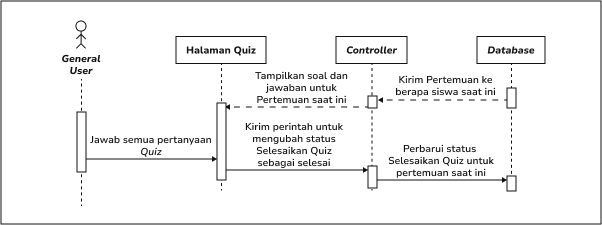 General
User
Halaman Quiz
Controller
Database
Tampilkan soal dan
jawaban untuk
Pertemuan saat ini
Kirim Pertemuan ke
berapa siswa saat ini
Jawab semua pertanyaan
Quiz
Kirim perintah untuk
mengubah status
Selesaikan Quiz
sebagai selesai
Perbarui status
Selesaikan Quiz untuk
pertemuan saat ini